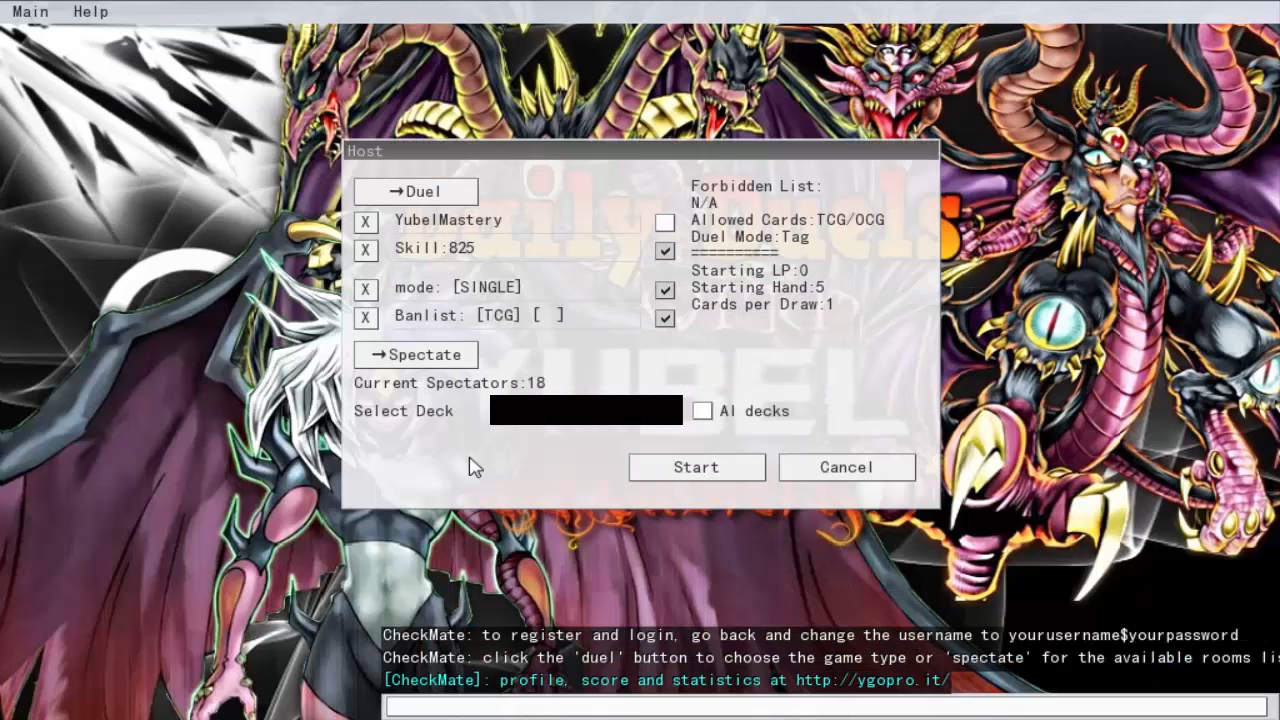 Main Help
Host
→Duel
X YubelMastery
X Skill:825
X mode: [SINGLE]
X Banlist: [TCG] [ ]
Forbidden List:
N/A
Allowed Cards:TCG/OCG
Duel Mode:Tag
==========
Starting LP:0
Starting Hand:5
Cards per Draw:1
→Spectate
Current Spectators:18
Select Deck
AI decks
YUBEL
Start Cancel
CheckMate: to register and login, go back and change the username to yourusername$yourpassword
CheckMate: click the 'duel' button to choose the game type or 'spectate' for the available rooms lis
[CheckMate]: profile, score and statistics at http://ygopro.it/